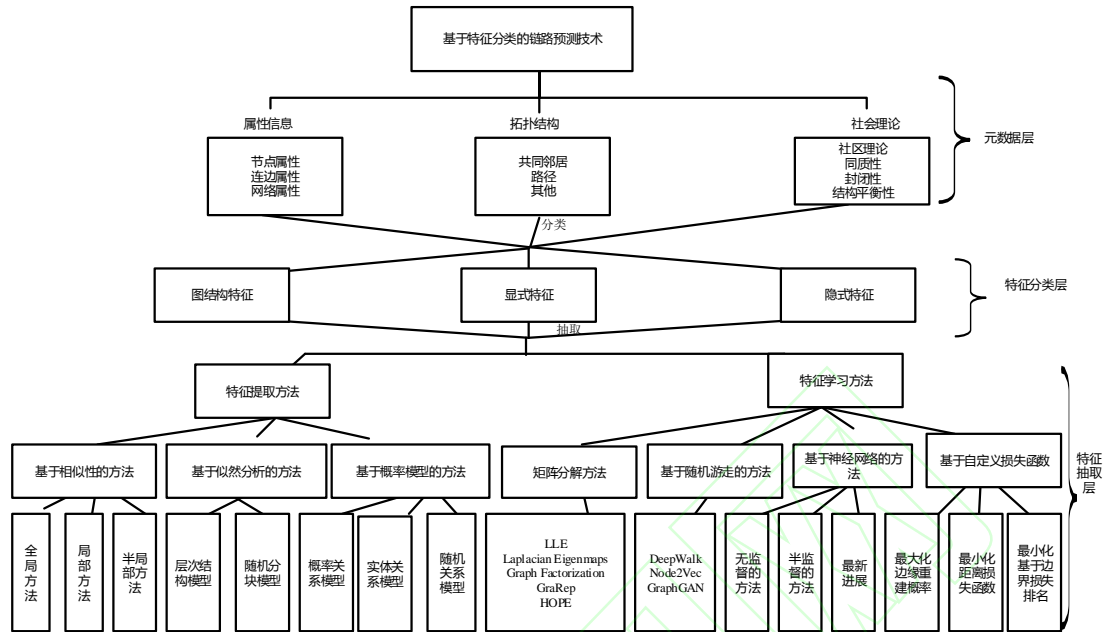 基于特征分类的链路预测技术
属性信息
拓扑结构
社会理论
节点属性
连边属性
网络属性
共同邻居
路径
其他
社区理论
同质性
封闭性
结构平衡性
元数据层
分类
图结构特征
显式特征
隐式特征
特征分类层
抽取
特征提取方法
特征学习方法
基于相似性的方法
基于似然分析的方法
基于概率模型的方法
矩阵分解方法
基于随机游走的方法
基于神经网络的方
法
基于自定义损失函数
特征
抽取
层
全
局
方
法
局
部
方
法
半局
部方
法
层次结
构模型
随机分
块模型
概率关
系模型
实体关
系模型
随机
关系
模型
LLE
Laplacian Eigenmaps
Graph Factorization
GraRep
HOPE
DeepWalk
Node2Vec
GraphGAN
无监
督的
方法
半监
督的
方法
最新
进展
最大化
边缘重
建概率
最小化
距离损
失函数
最小化
基于边
界损失
排名